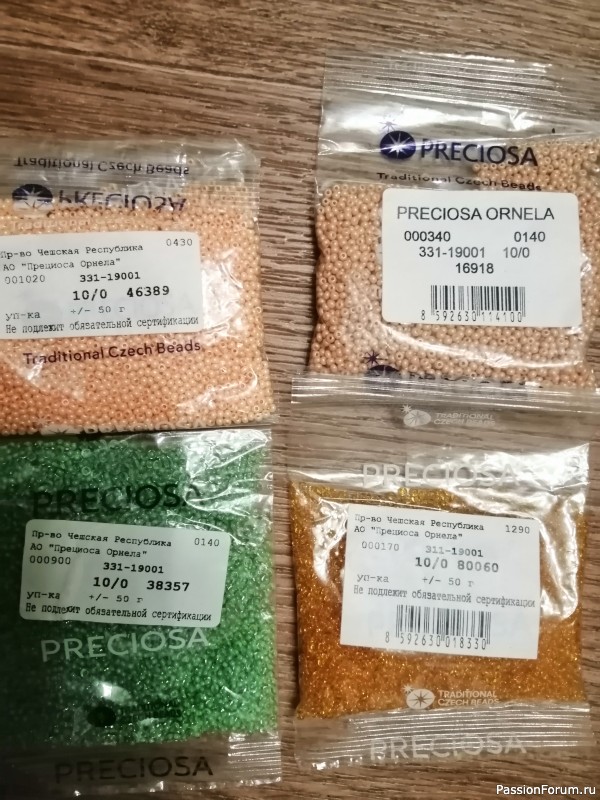 Traditional Czech Beads
PRECIOSA
Пр-во Чешская Республика 0430
АО "Прециоса Орнела"
001020 331-19001
10/0 46389
уп-ка +/- 50 г
Не подлежит обязательной сертификации
Traditional Czech Beads
PRECIOSA
Traditional Czech Beads
PRECIOSA ORNELA
000340 0140
331-19001 10/0
16918
8 592630 114100
PRECIOSA
PRECIOSA
Пр-во Чешская Республика 0140
АО "Прециоса Орнела"
000900 331-19001
10/0 38357
уп-ка +/- 50 г
Не подлежит обязательной сертификации
PRECIOSA
PRECIOSA
TRADITIONAL
CZECH BEADS
PRECIOSA
Пр-во Чешская Республика 1290
АО "Прециоса Орнела"
000170 311-19001
10/0 80060
уп-ка +/- 50 г
Не подлежит обязательной сертификации
8 592630 018330
TRADITIONAL
CZECH BEADS
PRECIOSA
PassionForum.ru